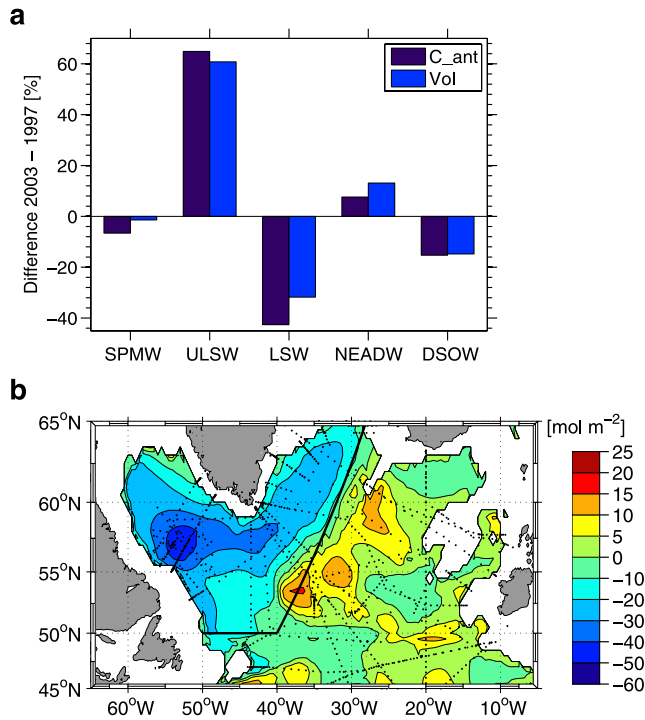 a
Difference 2003 − 1997 [%]
60
40
20
0
−20
−40
C_ant
Vol
SPMW ULSW LSW NEADW DSOW
b
65°N
60°N
55°N
50°N
45°N
60°W 50°W 40°W 30°W 20°W 10°W
[mol m⁻²]
25
20
15
10
5
0
−10
−20
−30
−40
−50
−60